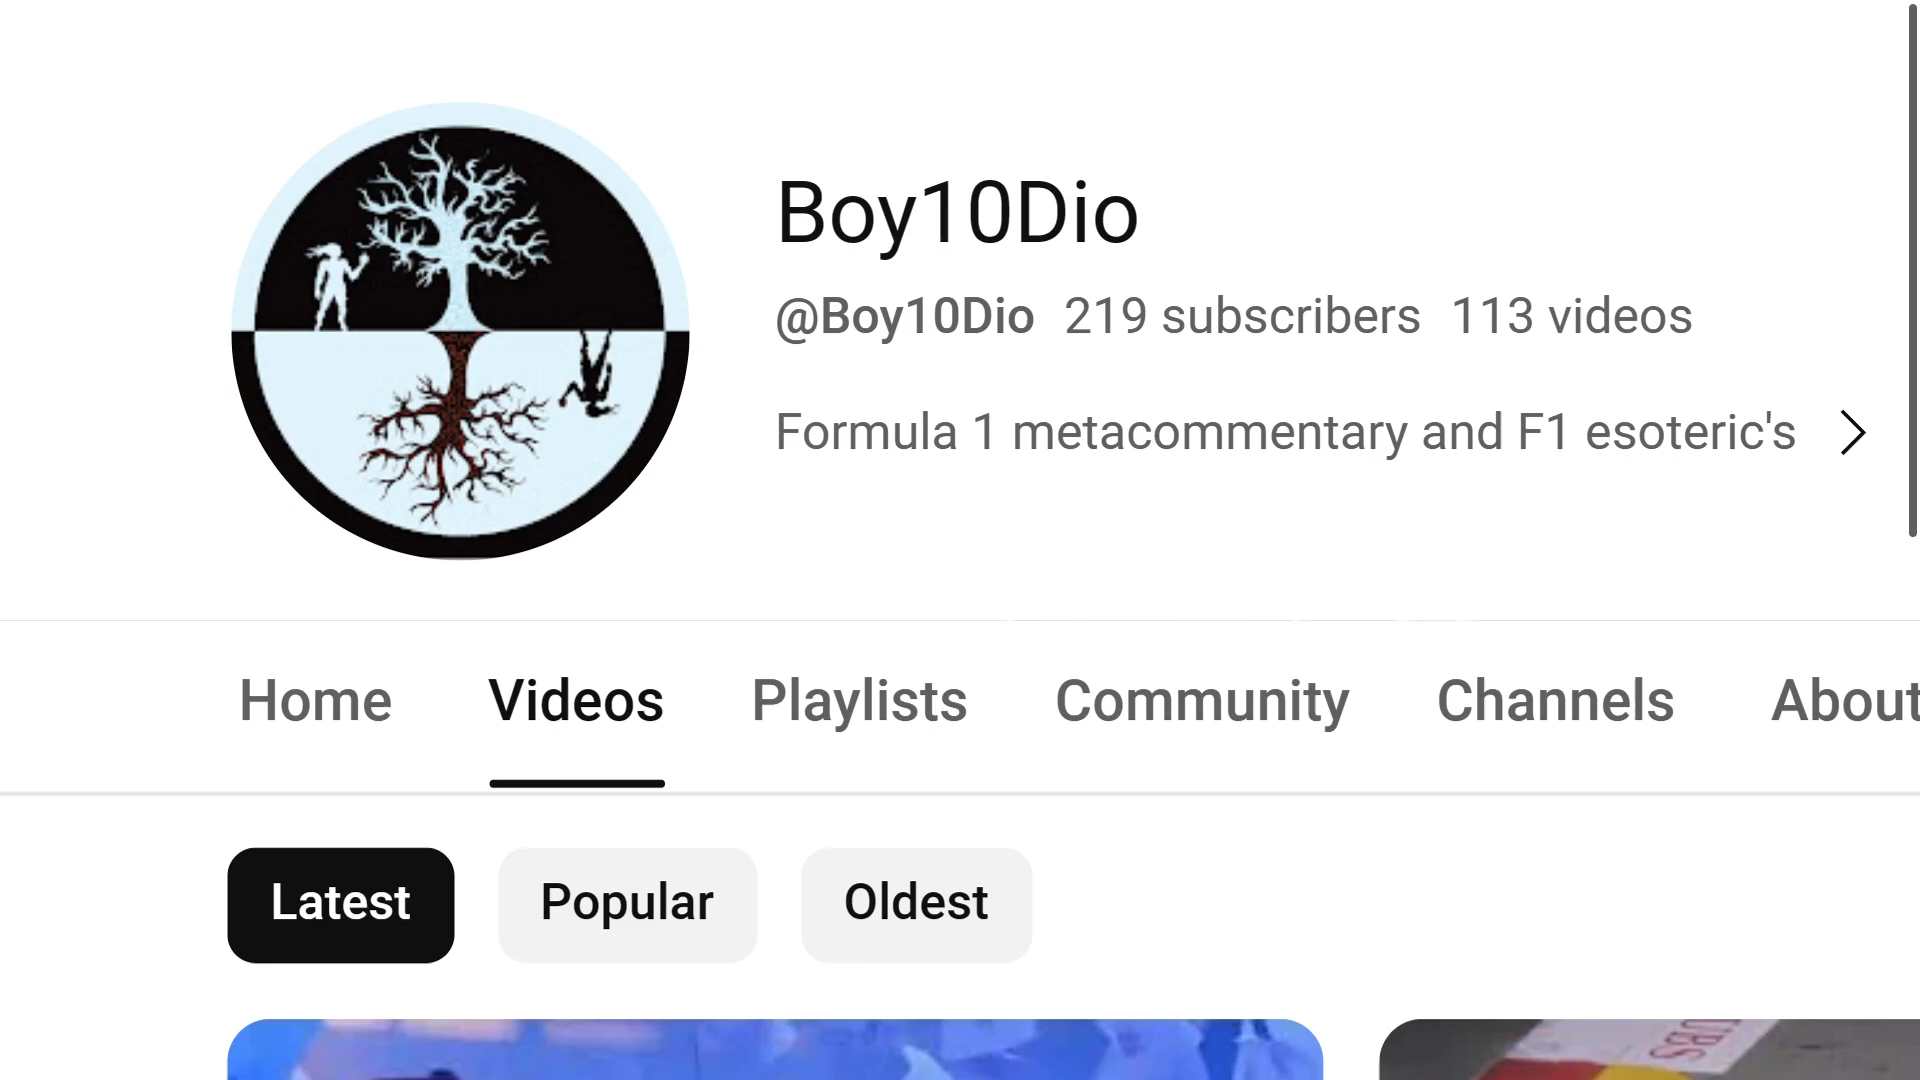 Boy10Dio
@Boy10Dio 219 subscribers 113 videos
Formula 1 metacommentary and F1 esoteric's
Home Videos Playlists Community Channels About
Latest Popular Oldest